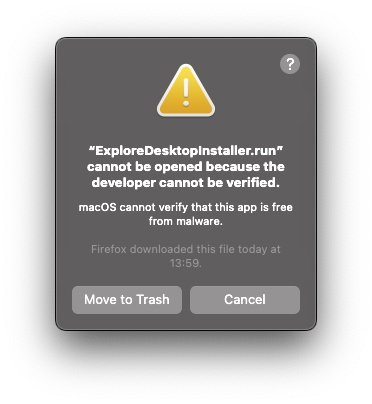 ?
“ExploreDesktopInstaller.run”
cannot be opened because the
developer cannot be verified.
macOS cannot verify that this app is free
from malware.
Firefox downloaded this file today at
13:59.
Move to Trash
Cancel